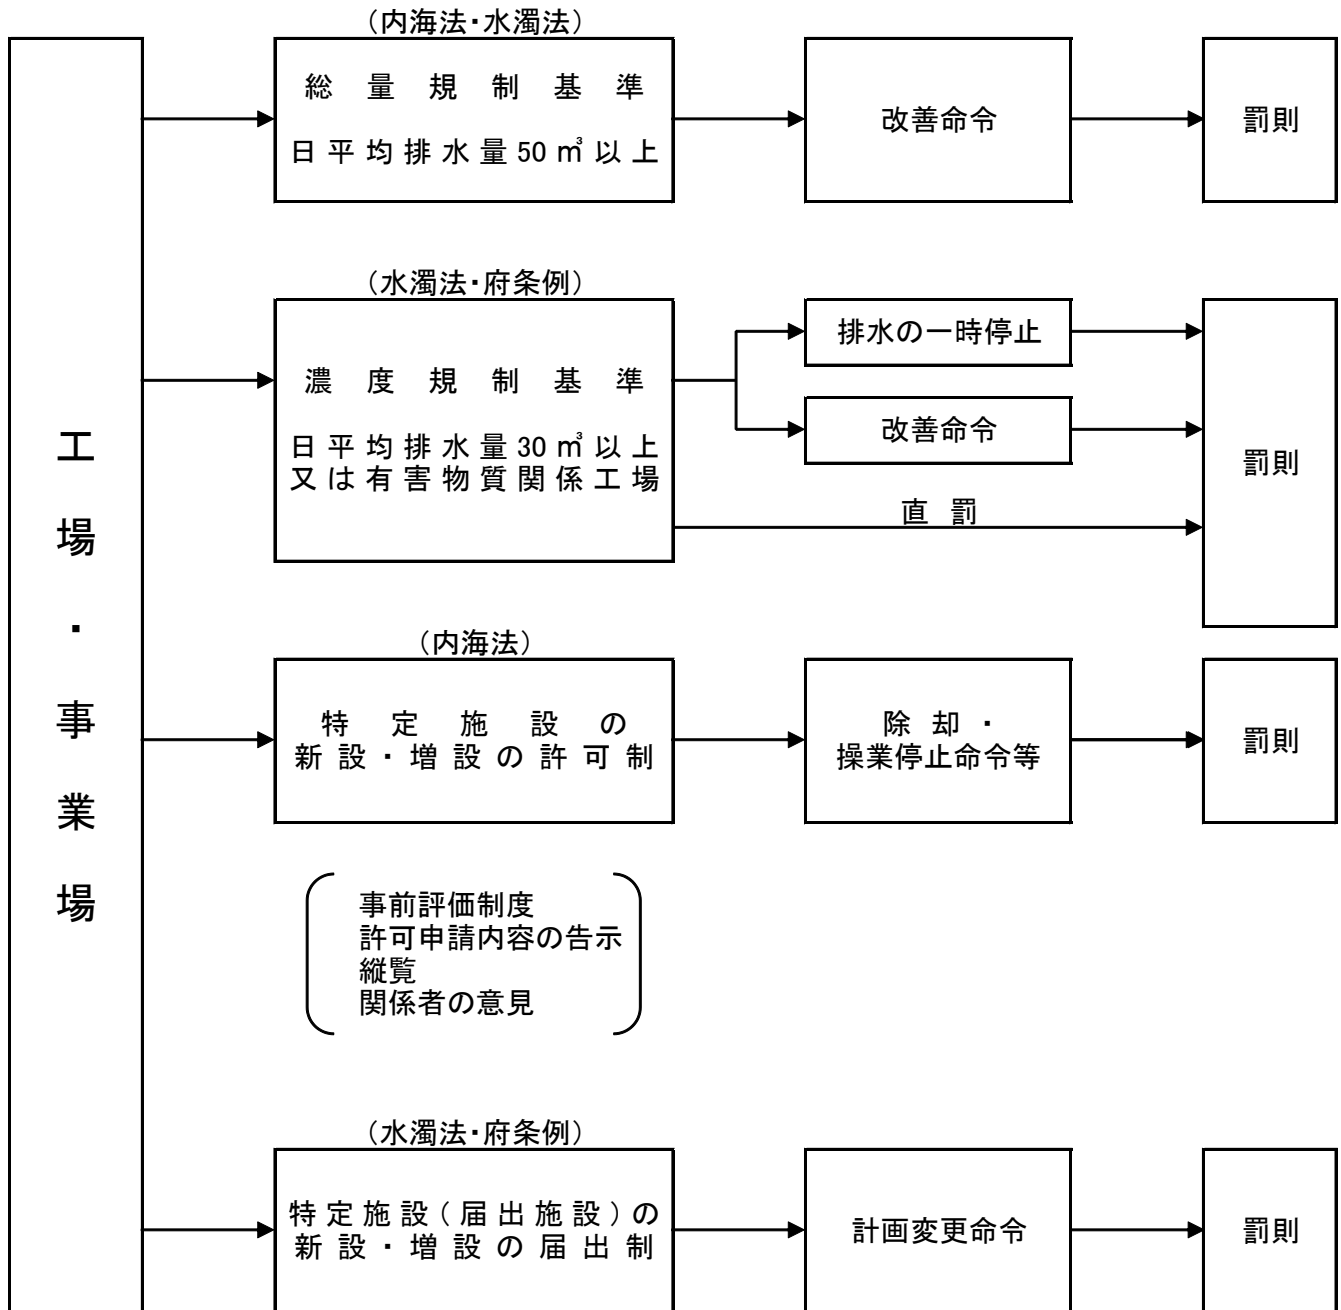 工場・事業場
（内海法・水濁法）
総量規制基準
日平均排水量50㎥以上
改善命令
罰則
（水濁法・府条例）
濃度規制基準
日平均排水量30㎥以上
又は有害物質関係工場
排水の一時停止
改善命令
直罰
罰則
（内海法）
特定施設の
新設・増設の許可制
除却・
操業停止命令等
罰則
事前評価制度
許可申請内容の告示
縦覧
関係者の意見
（水濁法・府条例）
特定施設(届出施設)の
新設・増設の届出制
計画変更命令
罰則